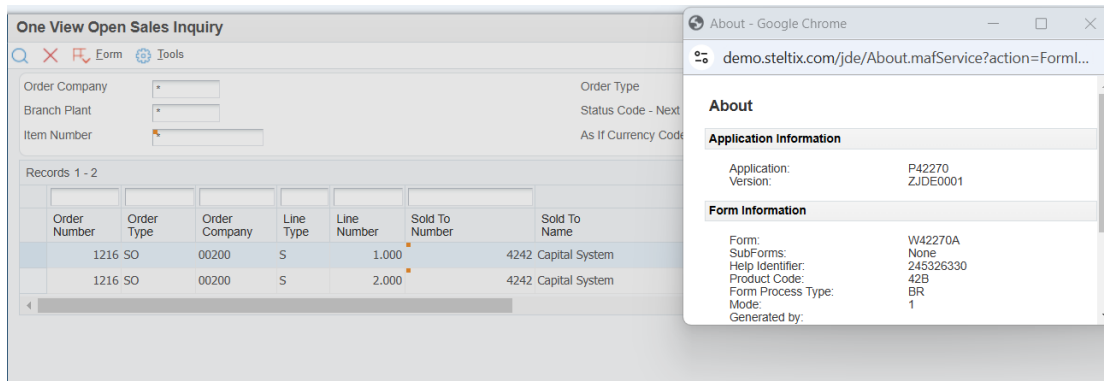 One View Open Sales Inquiry
Form Tools
Order Company *
Order Type
Branch Plant *
Status Code - Next
Item Number *
As If Currency Code
Records 1 - 2
Order Number Order Type Order Company Line Type Line Number Sold To Number Sold To Name
1216 SO 00200 S 1.000 4242 Capital System
1216 SO 00200 S 2.000 4242 Capital System
About - Google Chrome
demo.steltix.com/jde/About.mafService?action=FormI...
About
Application Information
Application: P42270
Version: ZJDE0001
Form Information
Form: W42270A
SubForms: None
Help Identifier: 245326330
Product Code: 42B
Form Process Type: BR
Mode: 1
Generated by: